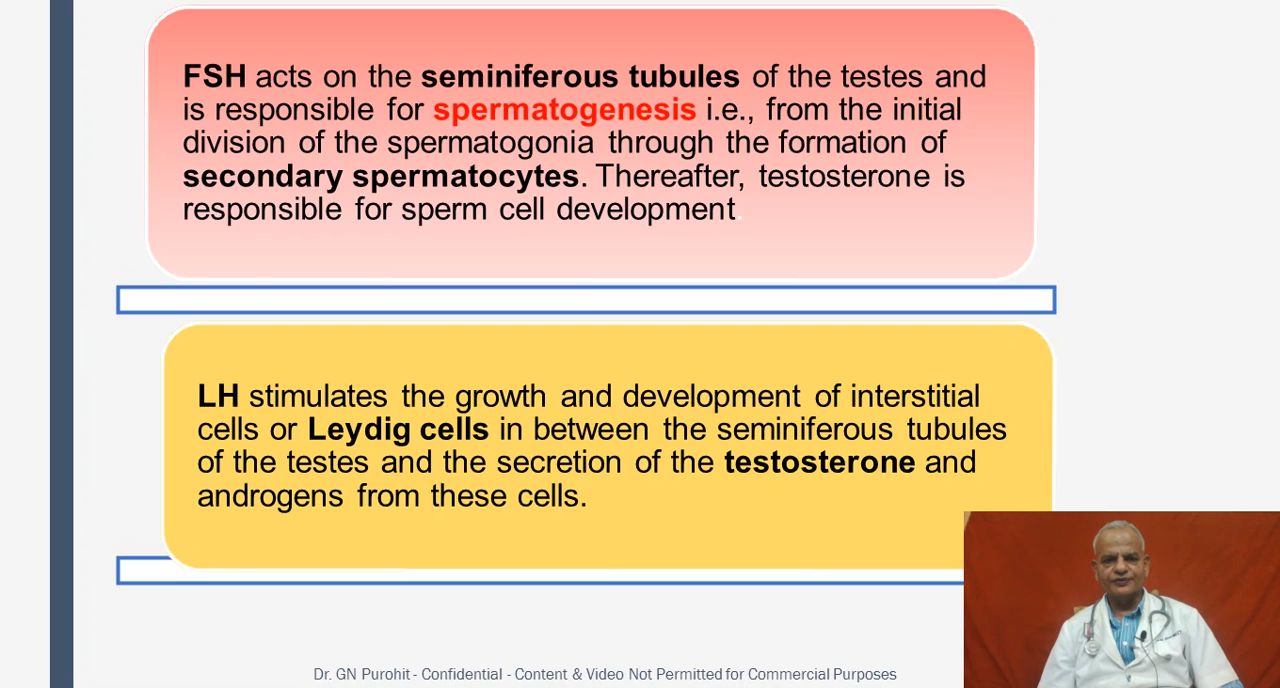 FSH acts on the seminiferous tubules of the testes and
is responsible for spermatogenesis i.e., from the initial
division of the spermatogonia through the formation of
secondary spermatocytes. Thereafter, testosterone is
responsible for sperm cell development.
LH stimulates the growth and development of interstitial
cells or Leydig cells in between the seminiferous tubules
of the testes and the secretion of the testosterone and
androgens from these cells.
Dr. GN Purohit - Confidential - Content & Video Not Permitted for Commercial Purposes